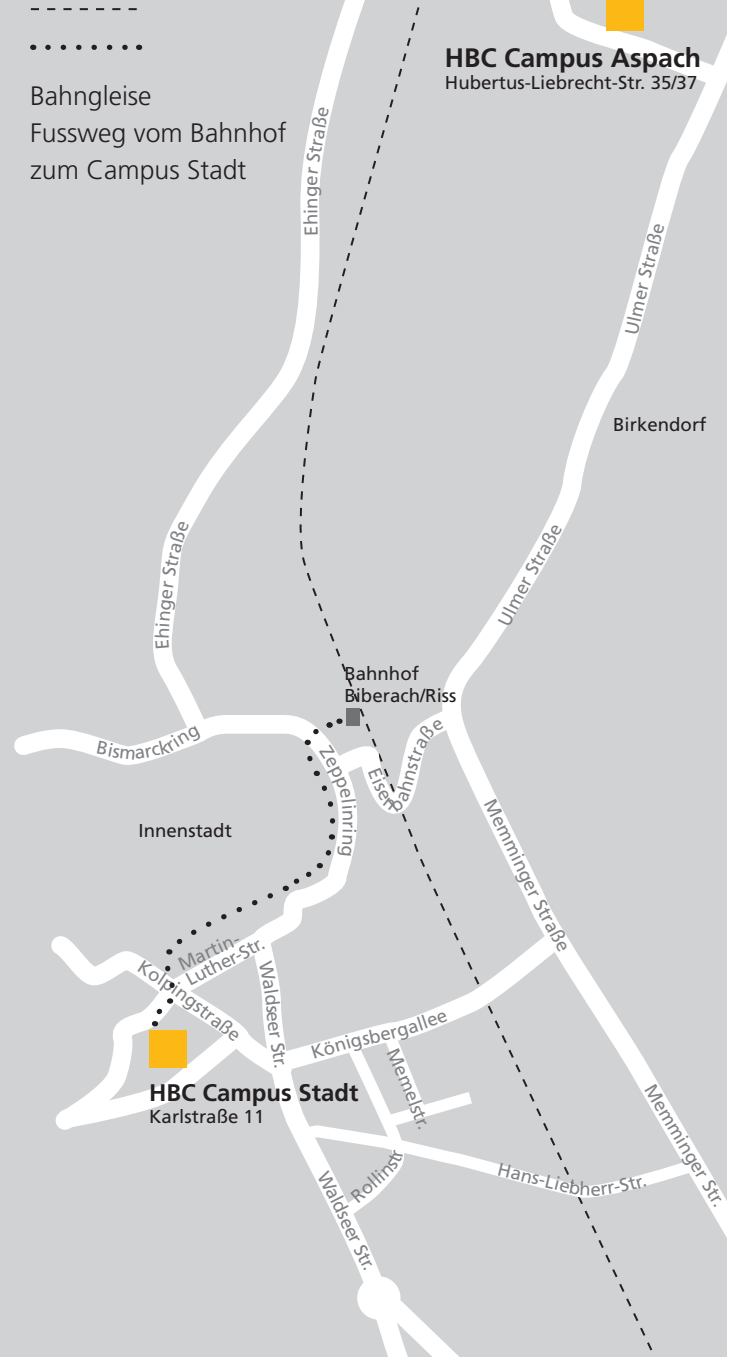 HBC Campus Aspach
Hubertus-Liebrecht-Str. 35/37
Bahngleise
Fussweg vom Bahnhof
zum Campus Stadt
Ehinger Straße
Ulmer Straße
Birkendorf
Ehinger Straße
Ulmer Straße
Bahnhof
Biberach/Riss
Bismarckring
Zeppelinring
Eisenbahnstraße
Innenstadt
Memminger Straße
Martin-
Luther-Str.
Kolpingstraße
Waldseer Str.
Königsbergallee
Memelstr.
HBC Campus Stadt
Karlstraße 11
Memminger Str.
Rollinstr
Hans-Liebherr-Str.
Waldseer Str.